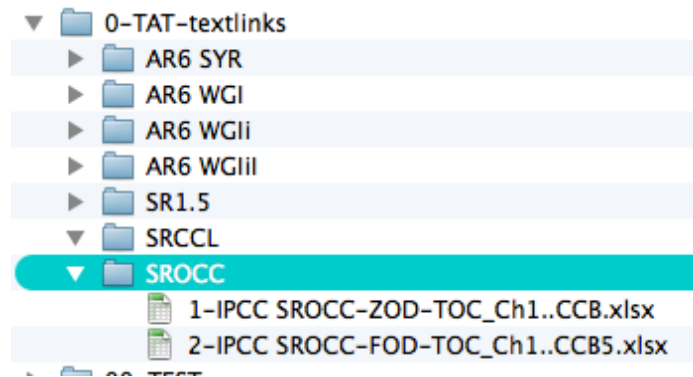 0-TAT-textlinks
AR6 SYR
AR6 WGI
AR6 WGIi
AR6 WGIiI
SR1.5
SRCCL
SROCC
1-IPCC SROCC-ZOD-TOC_Ch1..CCB.xlsx
2-IPCC SROCC-FOD-TOC_Ch1..CCB5.xlsx